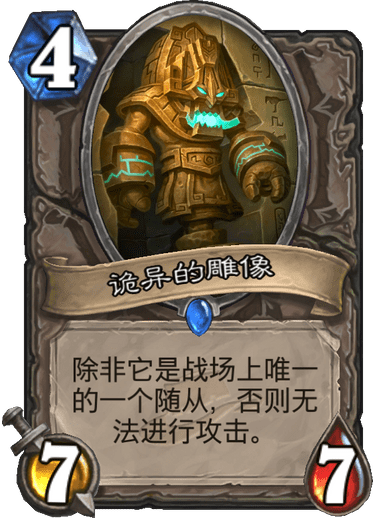 4
诡异的雕像
除非它是战场上唯一
的一个随从，否则无
法进行攻击。
7
7